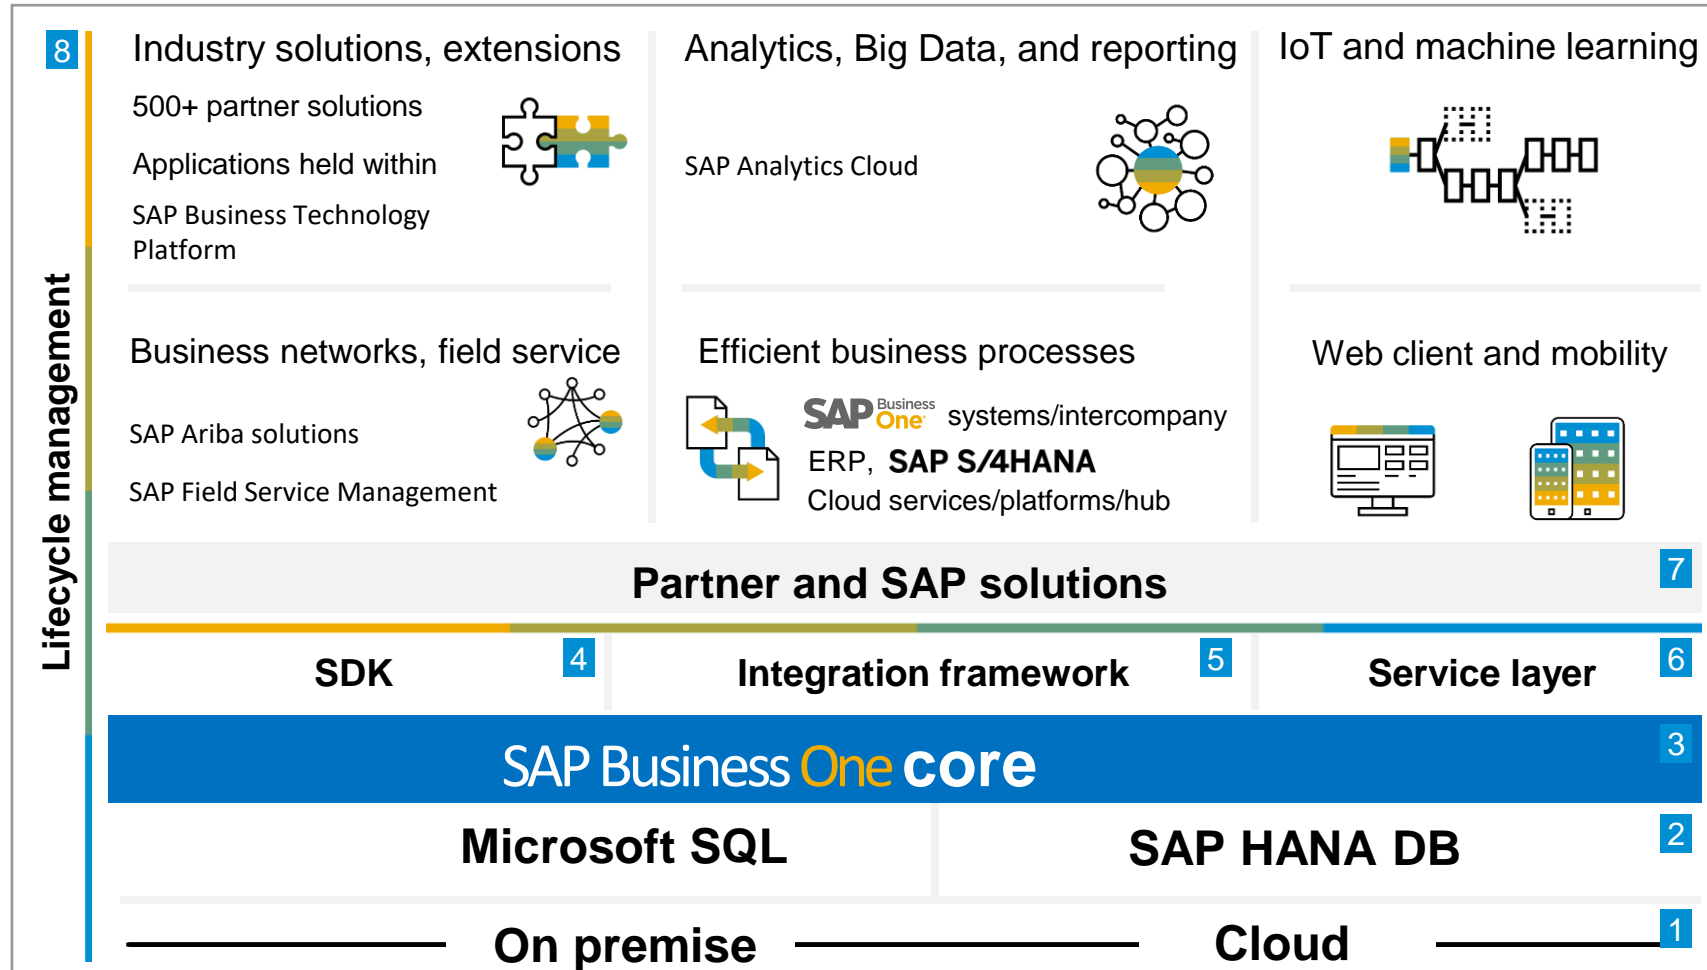 8
Industry solutions, extensions
500+ partner solutions
Applications held within
SAP Business Technology
Platform
Analytics, Big Data, and reporting
SAP Analytics Cloud
IoT and machine learning
Lifecycle management
Business networks, field service
SAP Ariba solutions
SAP Field Service Management
Efficient business processes
SAP Business One systems/intercompany
ERP, SAP S/4HANA
Cloud services/platforms/hub
Web client and mobility
Partner and SAP solutions
7
SDK
4
Integration framework
5
Service layer
6
SAP Business One core
3
Microsoft SQL
SAP HANA DB
2
On premise
Cloud
1